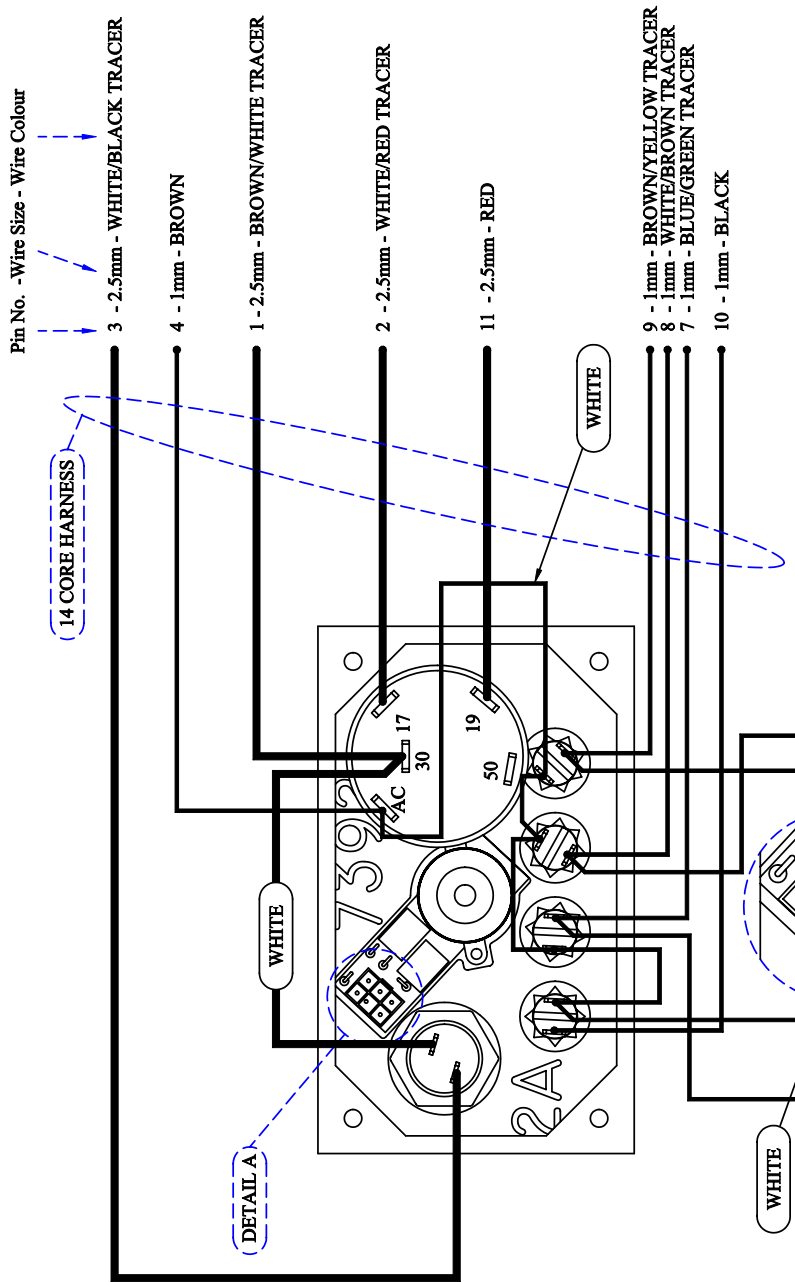 Pin No. -Wire Size - Wire Colour
3 - 2.5mm - WHITE/BLACK TRACER
4 - 1mm - BROWN
1 - 2.5mm - BROWN/WHITE TRACER
2 - 2.5mm - WHITE/RED TRACER
11 - 2.5mm - RED
9 - 1mm - BROWN/YELLOW TRACER
8 - 1mm - WHITE/BROWN TRACER
7 - 1mm - BLUE/GREEN TRACER
10 - 1mm - BLACK
14 CORE HARNESS
WHITE
17
30
AC
19
50
WHITE
DETAIL A
2A
WHITE